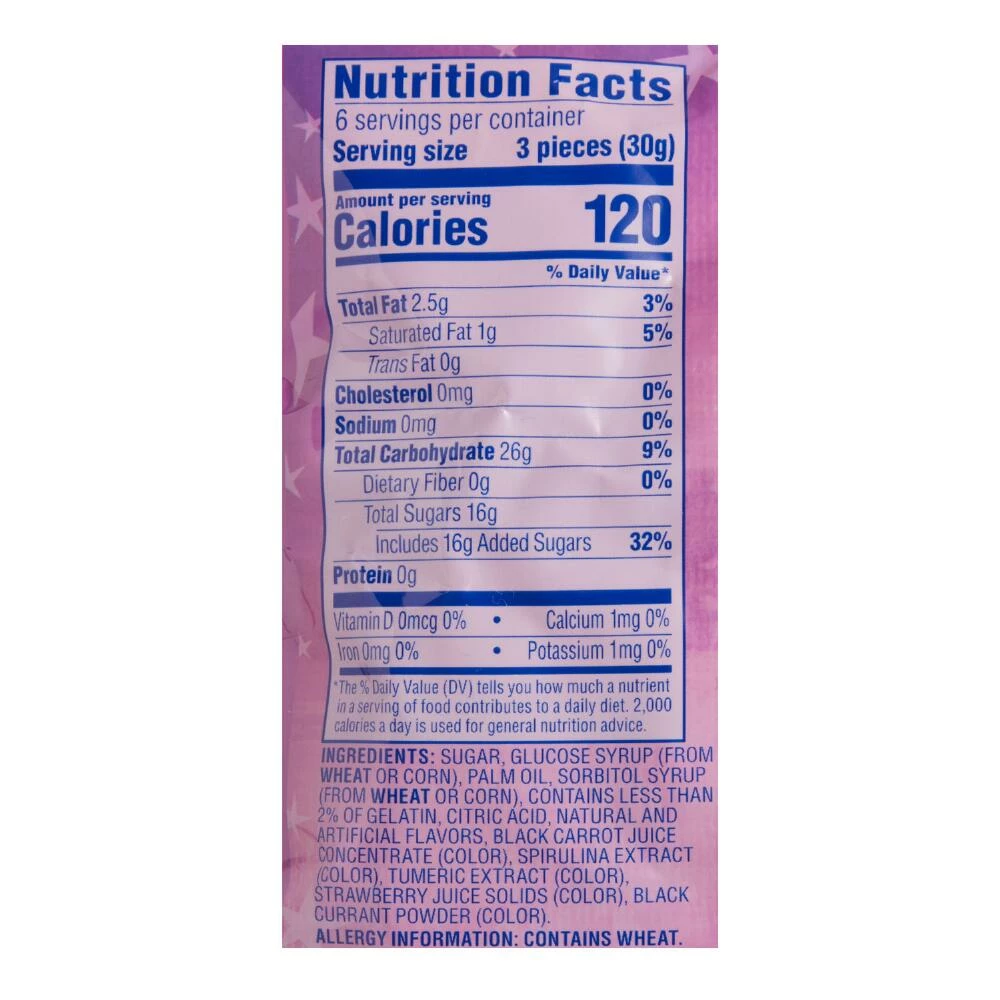 Nutrition Facts
6 servings per container
Serving size 3 pieces (30g)
Amount per serving
Calories 120
% Daily Value*
Total Fat 2.5g 3%
Saturated Fat 1g 5%
Trans Fat 0g
Cholesterol 0mg 0%
Sodium 0mg 0%
Total Carbohydrate 26g 9%
Dietary Fiber 0g 0%
Total Sugars 16g
Includes 16g Added Sugars 32%
Protein 0g
Vitamin D 0mcg 0% • Calcium 1mg 0%
Iron 0mg 0% • Potassium 1mg 0%
*The % Daily Value (DV) tells you how much a nutrient
in a serving of food contributes to a daily diet. 2,000
calories a day is used for general nutrition advice.
INGREDIENTS: SUGAR, GLUCOSE SYRUP (FROM
WHEAT OR CORN), PALM OIL, SORBITOL SYRUP
(FROM WHEAT OR CORN), CONTAINS LESS THAN
2% OF GELATIN, CITRIC ACID, NATURAL AND
ARTIFICIAL FLAVORS, BLACK CARROT JUICE
CONCENTRATE (COLOR), SPIRULINA EXTRACT
(COLOR), TUMERIC EXTRACT (COLOR),
STRAWBERRY JUICE SOLIDS (COLOR), BLACK
CURRANT POWDER (COLOR).
ALLERGY INFORMATION: CONTAINS WHEAT.